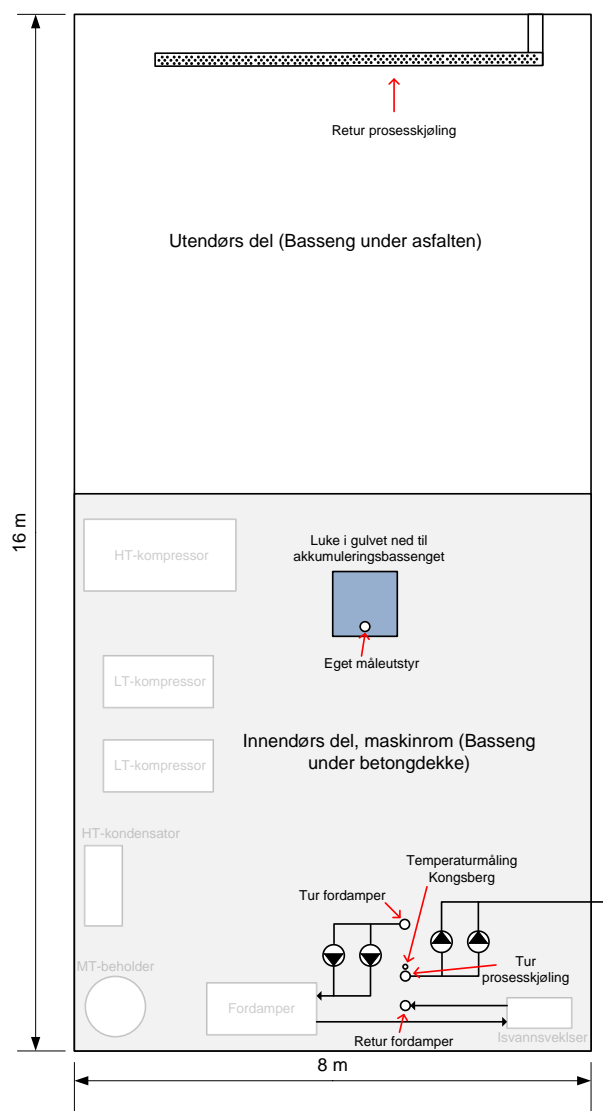 Retur prosesskjøling
Utendørs del (Basseng under asfalten)
16 m
HT-kompressor
Luke i gulvet ned til
akkumuleringsbassenget
Eget måleutstyr
LT-kompressor
Innendørs del, maskinrom (Basseng
under betongdekke)
LT-kompressor
HT-kondensator
Temperaturmåling
Kongsberg
Tur fordamper
MT-beholder
Tur
prosesskjøling
Fordamper
Retur fordamper
Isvannsveklser
8 m